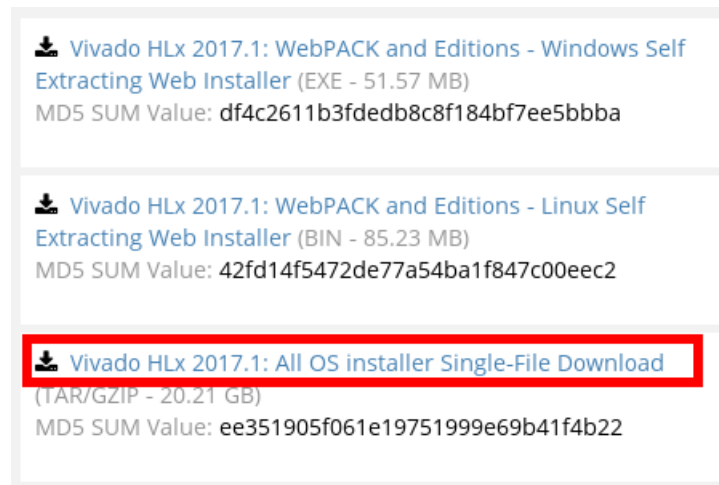 Vivado HLx 2017.1: WebPACK and Editions - Windows Self
Extracting Web Installer (EXE - 51.57 MB)
MD5 SUM Value: df4c2611b3fdedb8c8f184bf7ee5bbba
Vivado HLx 2017.1: WebPACK and Editions - Linux Self
Extracting Web Installer (BIN - 85.23 MB)
MD5 SUM Value: 42fd14f5472de77a54ba1f847c00eec2
Vivado HLx 2017.1: All OS installer Single-File Download
(TAR/GZIP - 20.21 GB)
MD5 SUM Value: ee351905f061e19751999e69b41f4b22